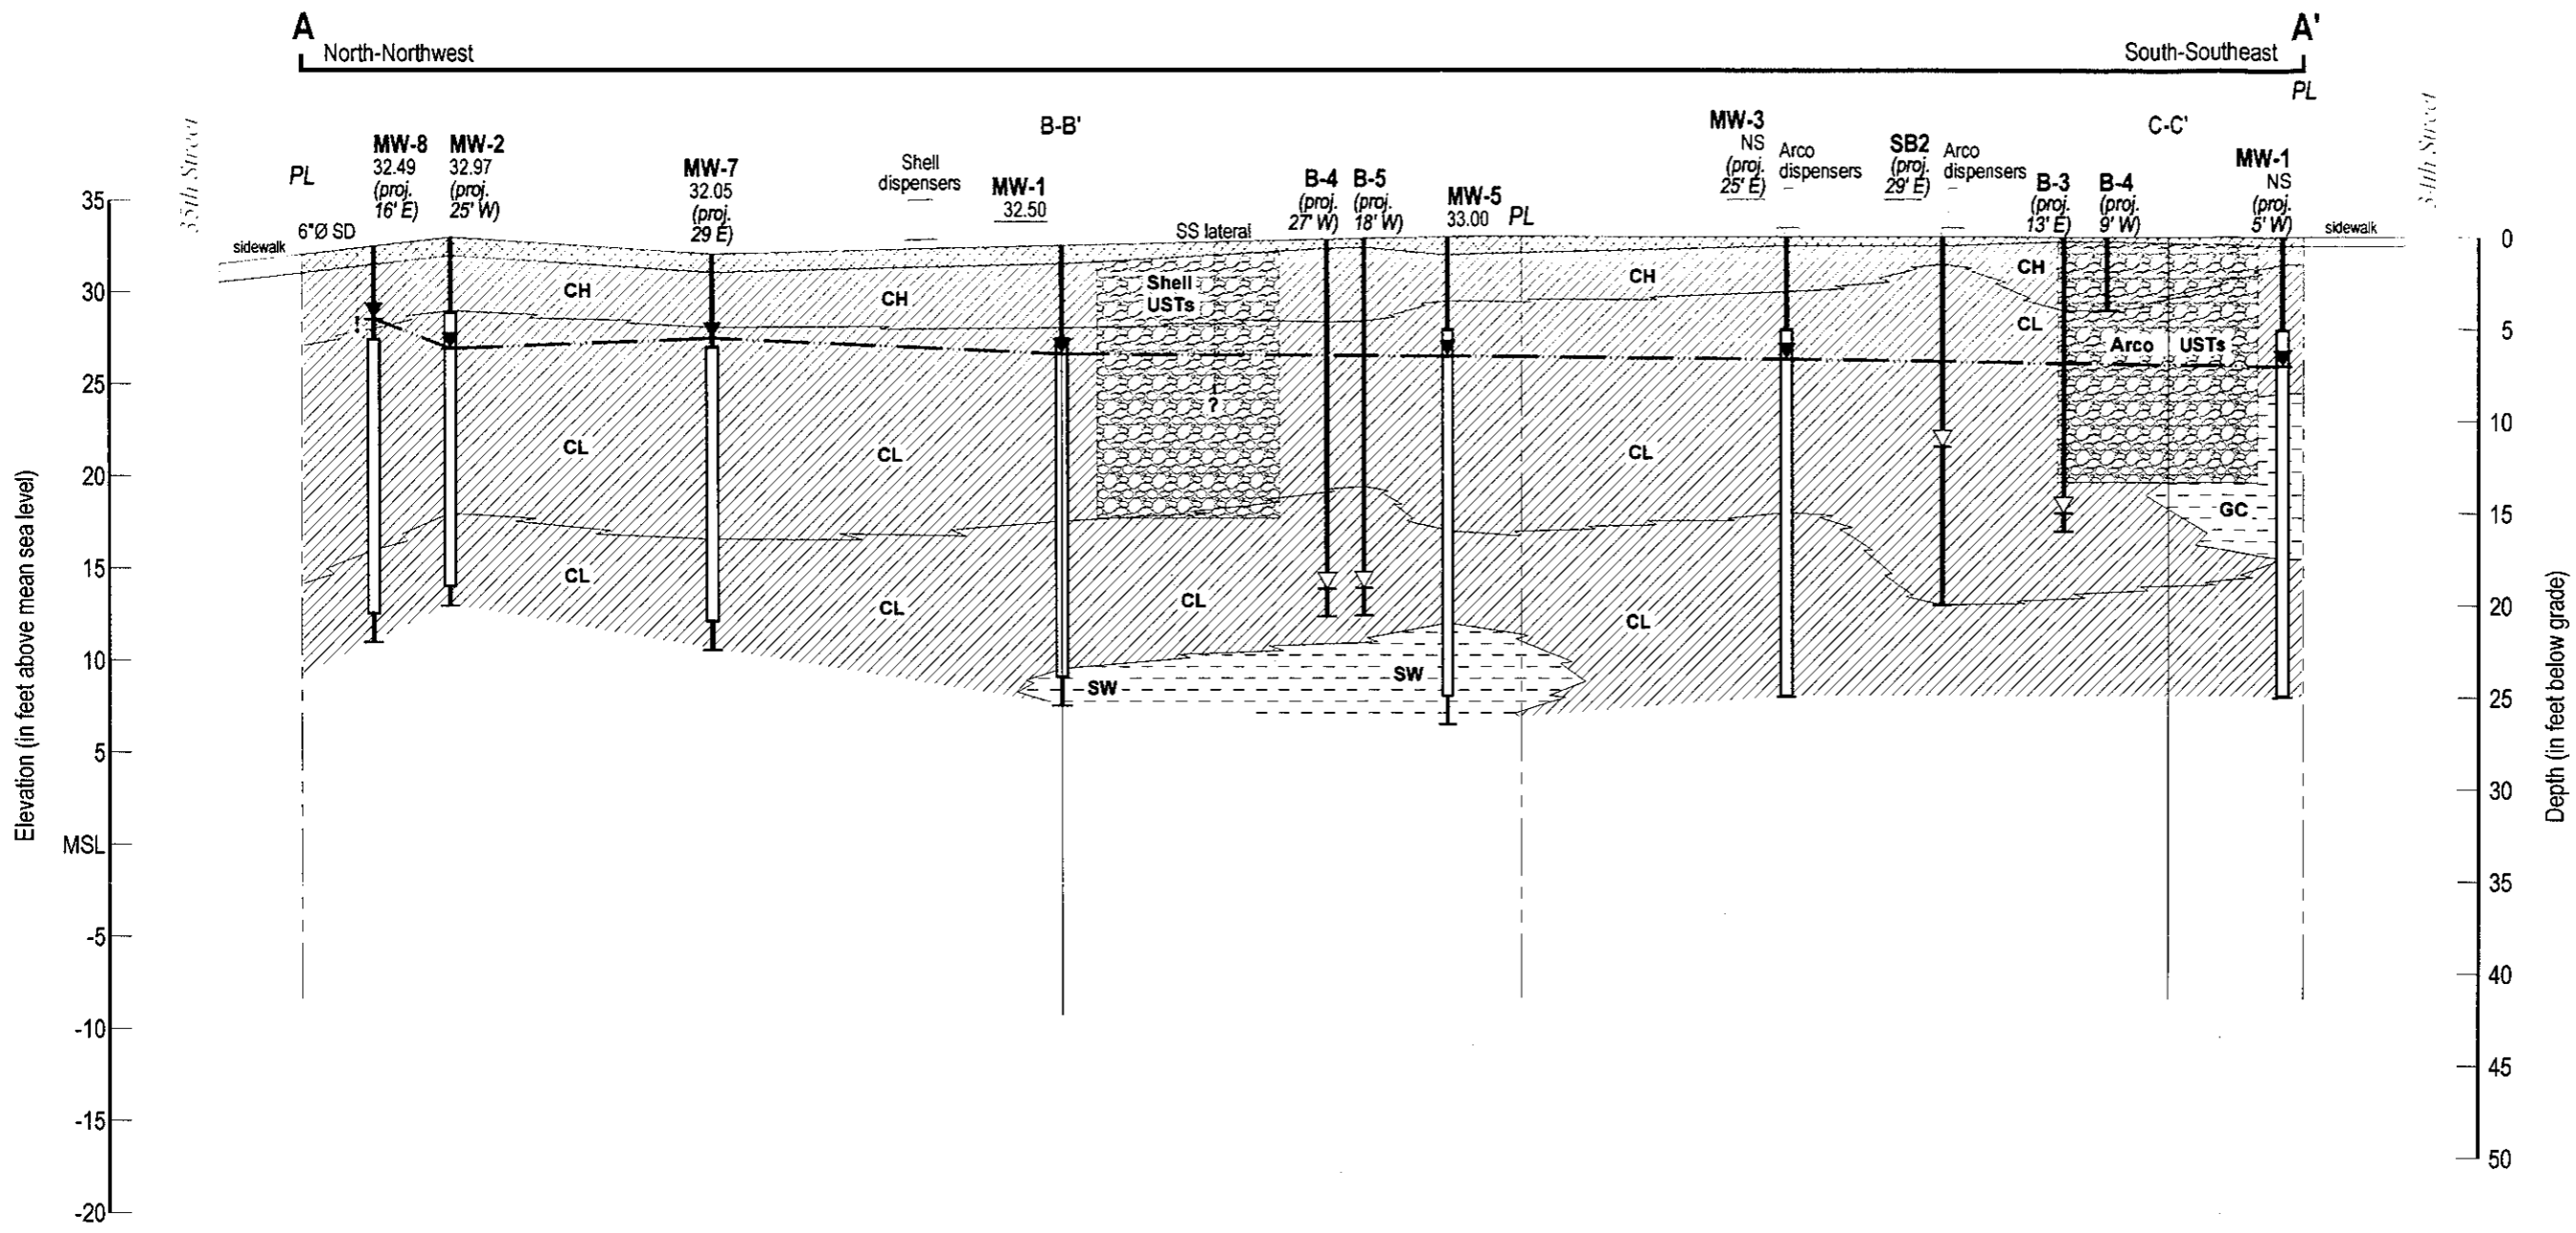 A
A'
North-Northwest
South-Southeast
PL
35th Street
B-B'
C-C'
PL
MW-8
32.49
(proj.
16' E)
MW-2
32.97
(proj.
25' W)
MW-7
32.05
(proj.
29 E)
Shell
dispensers
MW-1
32.50
B-4
(proj.
27' W)
B-5
(proj.
18' W)
MW-5
33.00
PL
MW-3
NS
(proj.
25' E)
Arco
dispensers
SB2
(proj.
29' E)
Arco
dispensers
B-3
(proj.
13' E)
B-4
(proj.
9' W)
MW-1
NS
(proj.
5' W)
sidewalk
6"Ø SD
SS lateral
sidewalk
CH
CH
Shell
USTs
CH
CH
CL
Arco
USTs
?
CL
CL
CL
GC
CL
CL
CL
CL
SW
SW
Elevation (in feet above mean sea level)
35
30
25
20
15
10
5
MSL
-5
-10
-15
-20
Depth (in feet below grade)
0
5
10
15
20
25
30
35
40
45
50